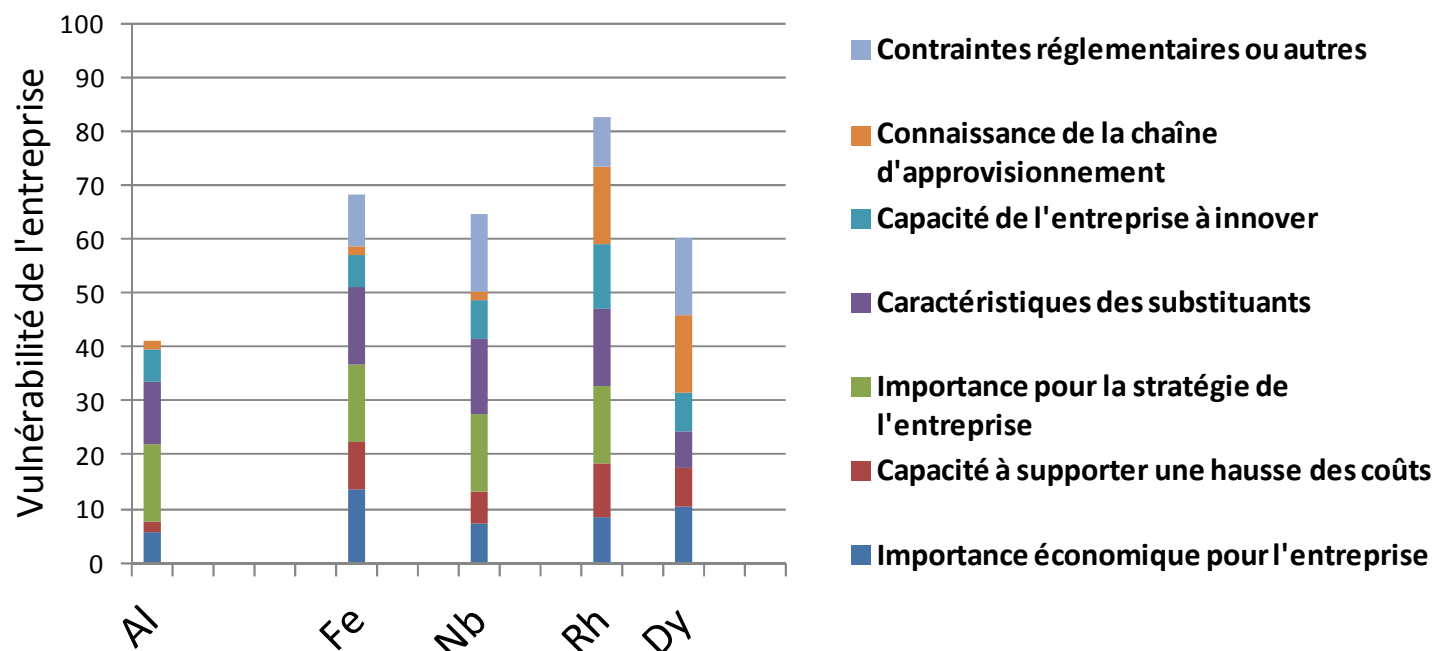 Vulnérabilité de l'entreprise
100
90
80
70
60
50
40
30
20
10
0
Al
Fe
Nb
Rh
Dy
Contraintes réglementaires ou autres
Connaissance de la chaîne
d'approvisionnement
Capacité de l'entreprise à innover
Caractéristiques des substituants
Importance pour la stratégie de
l'entreprise
Capacité à supporter une hausse des coûts
Importance économique pour l'entreprise